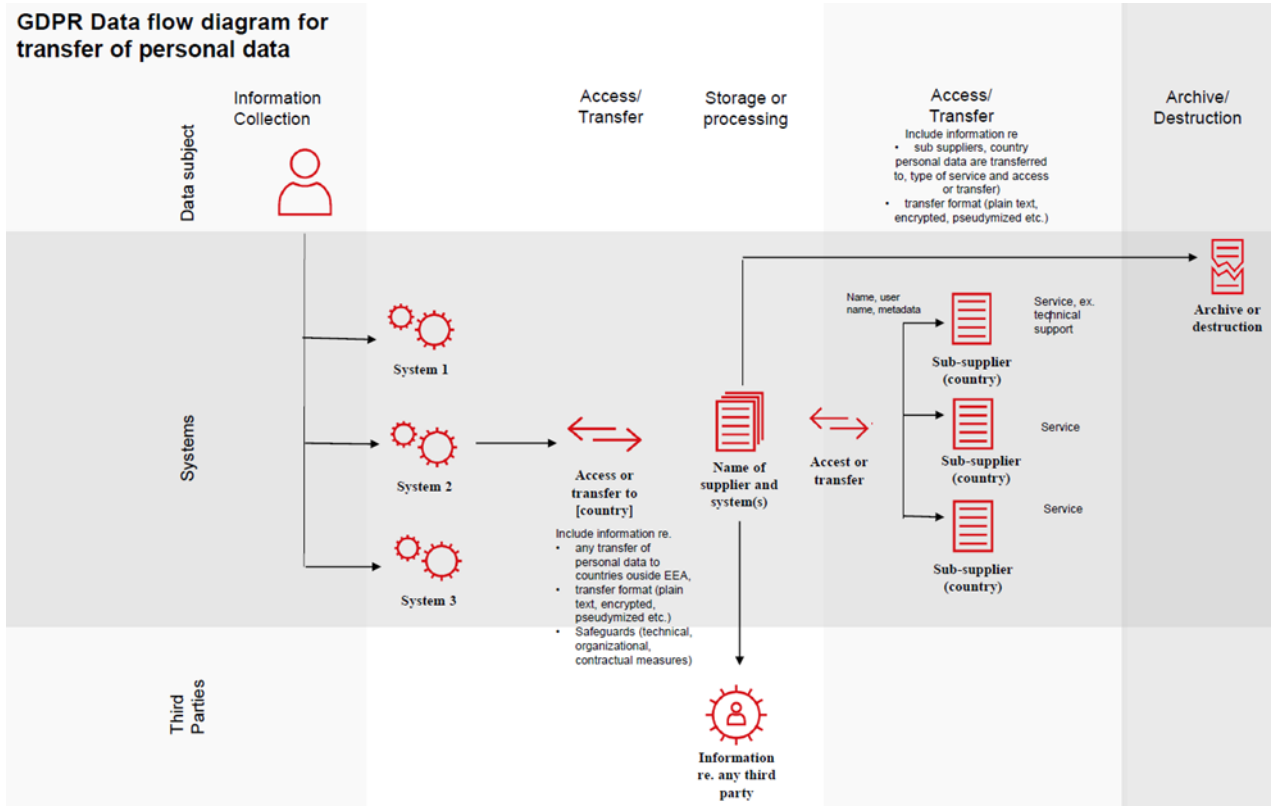 GDPR Data flow diagram for
transfer of personal data
Information
Collection
Access/
Transfer
Storage or
processing
Access/
Transfer
Include information re
• sub suppliers, country
personal data are transferred
to, type of service and access
or transfer)
• transfer format (plain text,
encrypted, pseudymized etc.)
Archive/
Destruction
Data subject
Systems
Third
Parties
System 1
System 2
System 3
Access or
transfer to
[country]
Include information re.
• any transfer of
personal data to
countries ouside EEA,
• transfer format (plain
text, encrypted,
pseudymized etc.)
• Safeguards (technical,
organizational,
contractual measures)
Name of
supplier and
system(s)
Accest or
transfer
Name, user
name, metadata
Service, ex.
technical
support
Sub-supplier
(country)
Service
Sub-supplier
(country)
Service
Sub-supplier
(country)
Archive or
destruction
Information
re. any third
party